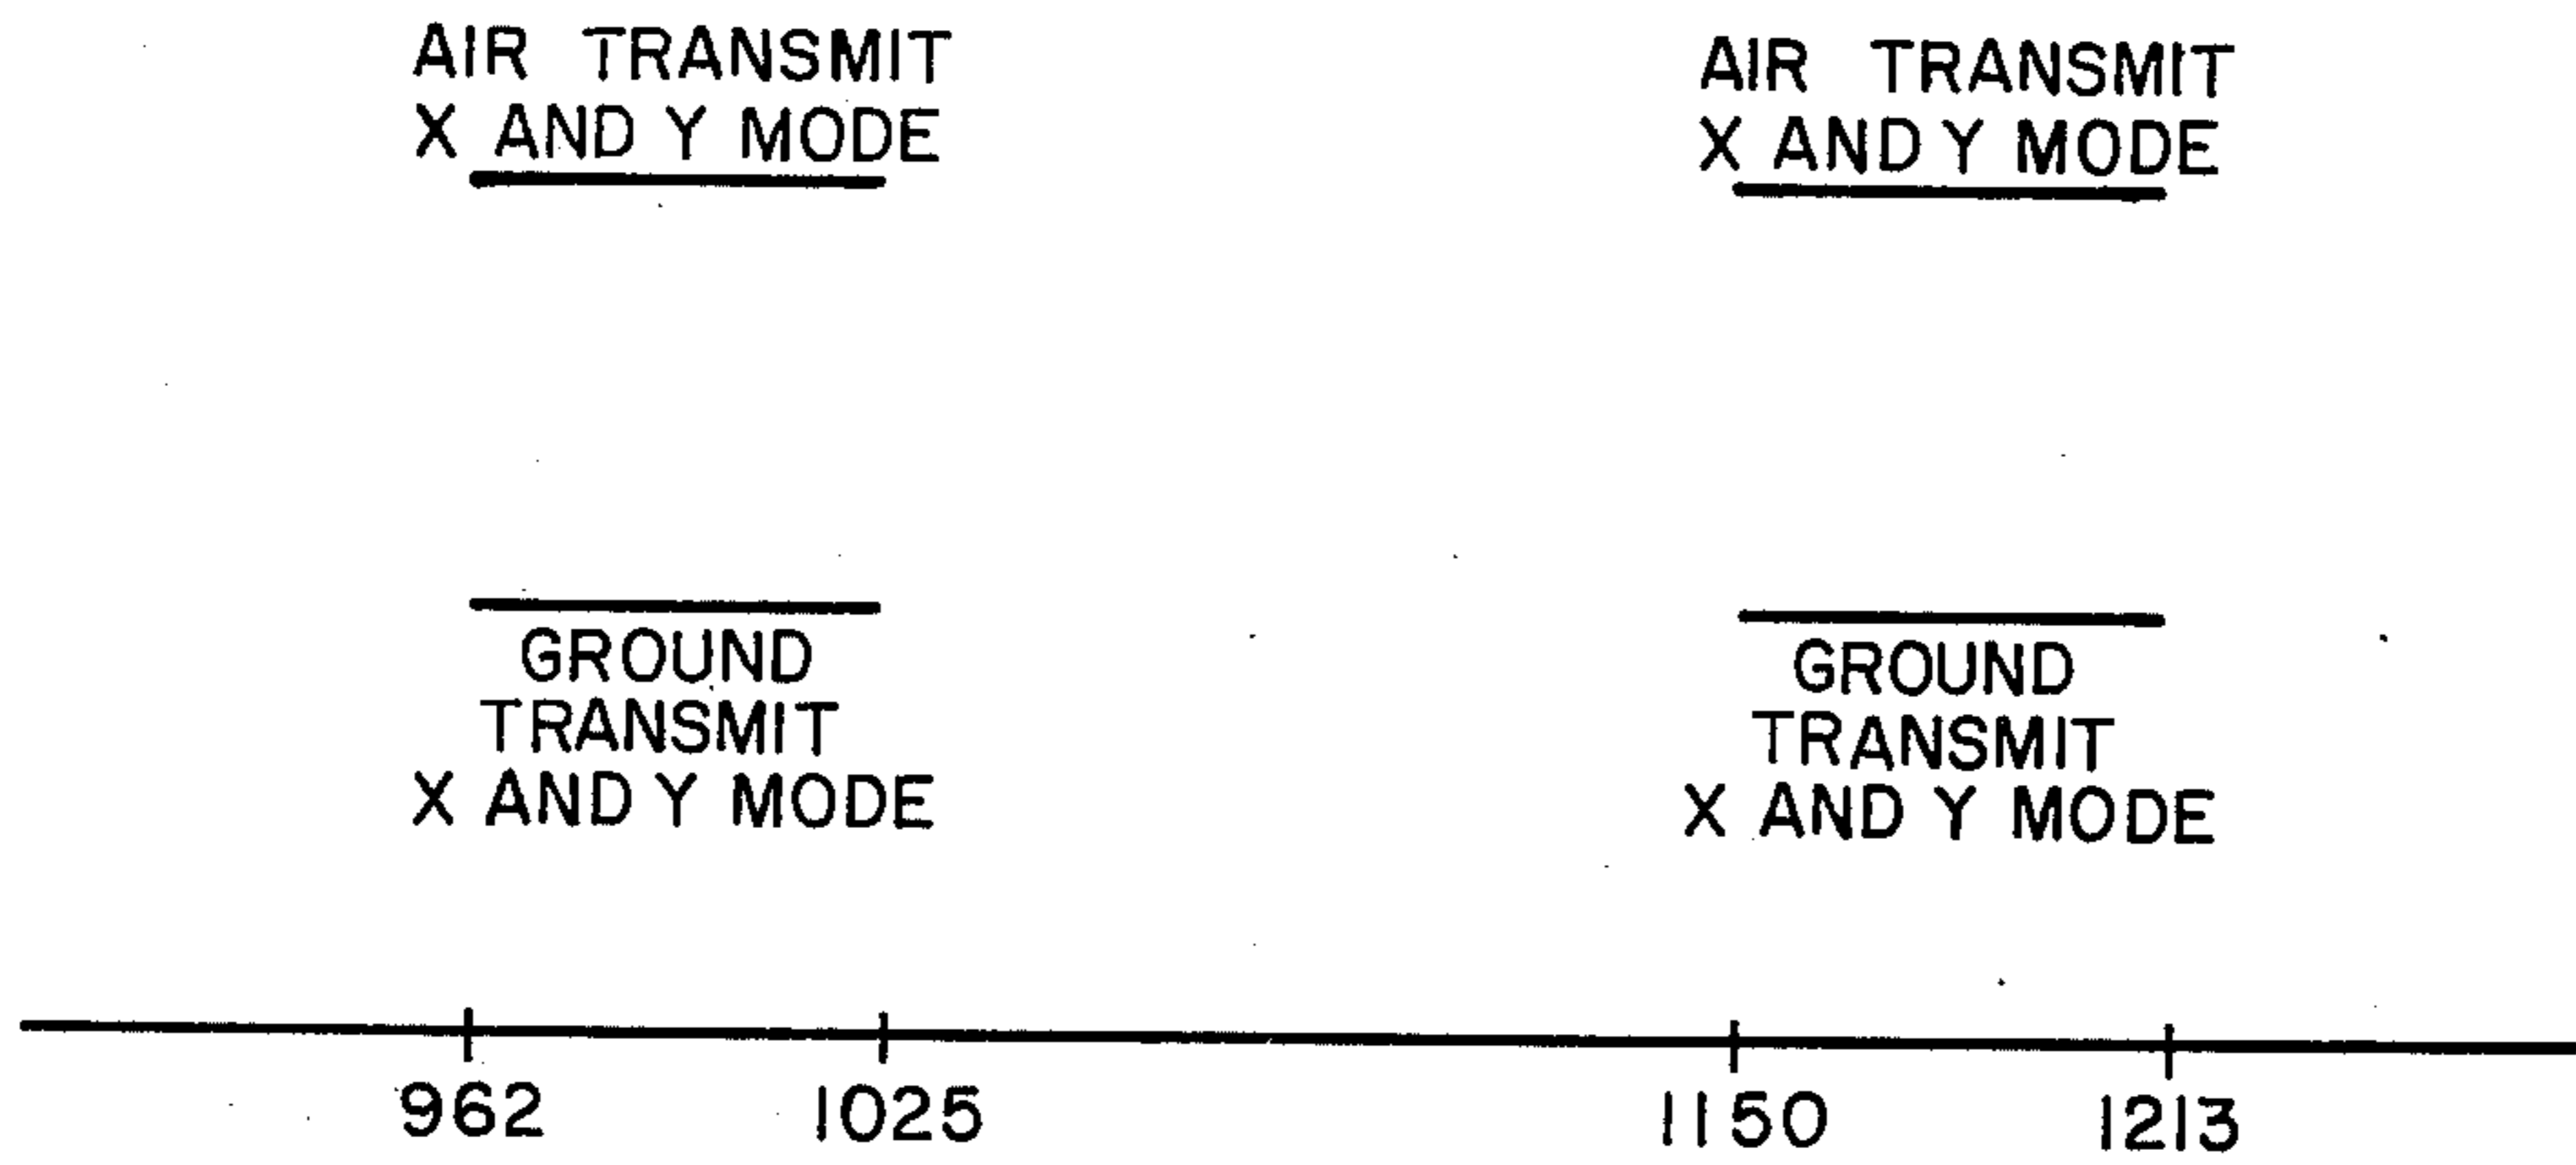 AIR TRANSMIT
X AND Y MODE
AIR TRANSMIT
X AND Y MODE
GROUND
TRANSMIT
X AND Y MODE
GROUND
TRANSMIT
X AND Y MODE
962
1025
1150
1213